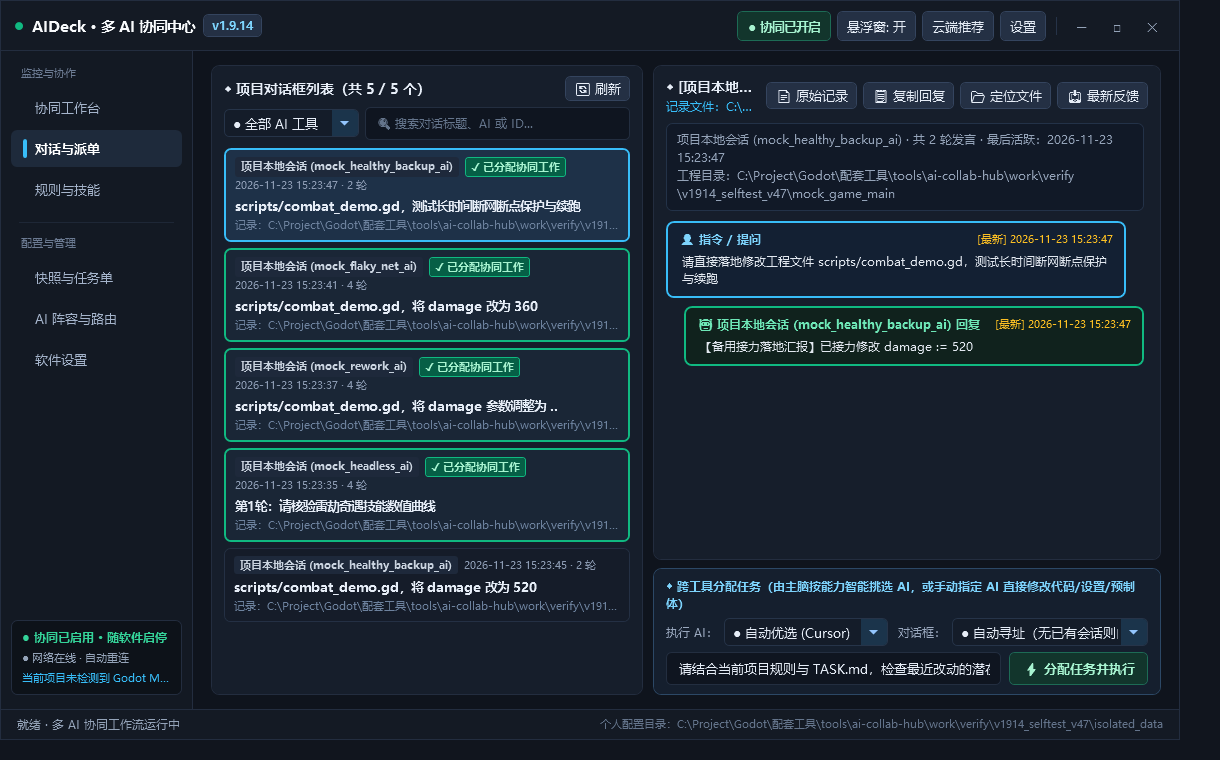 AIDeck · 多 AI 协同中心
v1.9.14
● 协同已开启
悬浮窗: 开
云端推荐
设置
监控与协作
协同工作台
对话与派单
规则与技能
配置与管理
快照与任务单
AI 阵容与路由
软件设置
● 协同已启用 · 随软件启停
● 网络在线 · 自动重连
当前项目未检测到 Godot M...
项目对话框列表（共 5 / 5 个）
刷新
● 全部 AI 工具
搜索对话标题、AI 或 ID...
项目本地会话 (mock_healthy_backup_ai)
✓ 已分配协同工作
2026-11-23 15:23:47 · 2 轮
scripts/combat_demo.gd，测试长时间断网断点保护与续跑
记录：C:\Project\Godot\配套工具\tools\ai-collab-hub\work\verify\v191...
项目本地会话 (mock_flaky_net_ai)
✓ 已分配协同工作
2026-11-23 15:23:41 · 4 轮
scripts/combat_demo.gd，将 damage 改为 360
记录：C:\Project\Godot\配套工具\tools\ai-collab-hub\work\verify\v191...
项目本地会话 (mock_rework_ai)
✓ 已分配协同工作
2026-11-23 15:23:37 · 4 轮
scripts/combat_demo.gd，将 damage 参数调整为 ..
记录：C:\Project\Godot\配套工具\tools\ai-collab-hub\work\verify\v191...
项目本地会话 (mock_headless_ai)
✓ 已分配协同工作
2026-11-23 15:23:35 · 4 轮
第1轮：请核验雷劫奇遇技能数值曲线
记录：C:\Project\Godot\配套工具\tools\ai-collab-hub\work\verify\v191...
项目本地会话 (mock_healthy_backup_ai)
2026-11-23 15:23:45 · 2 轮
scripts/combat_demo.gd，将 damage 改为 520
记录：C:\Project\Godot\配套工具\tools\ai-collab-hub\work\verify\v191...
[项目本地...
记录文件：C:\...
原始记录
复制回复
定位文件
最新反馈
项目本地会话 (mock_healthy_backup_ai) · 共 2 轮发言 · 最后活跃：2026-11-23
15:23:47
工程目录：C:\Project\Godot\配套工具\tools\ai-collab-hub\work\verify
\v1914_selftest_v47\mock_game_main
指令 / 提问
[最新] 2026-11-23 15:23:47
请直接落地修改工程文件 scripts/combat_demo.gd，测试长时间断网断点保护
与续跑
项目本地会话 (mock_healthy_backup_ai) 回复
[最新] 2026-11-23 15:23:47
【备用接力落地汇报】已接力修改 damage := 520
跨工具分配任务（由主脑按能力智能挑选 AI，或手动指定 AI 直接修改代码/设置/预制
体）
执行 AI：
● 自动优选 (Cursor)
对话框：
● 自动寻址（无已有会话则
请结合当前项目规则与 TASK.md，检查最近改动的潜在
分配任务并执行
就绪 · 多 AI 协同工作流运行中
个人配置目录：C:\Project\Godot\配套工具\tools\ai-collab-hub\work\verify\v1914_selftest_v47\isolated_data